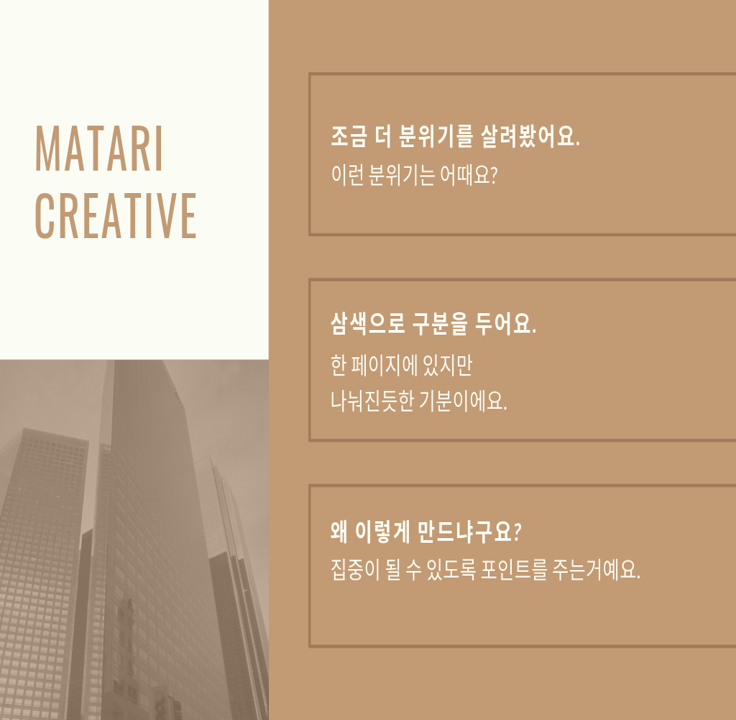 MATARI
CREATIVE
조금 더 분위기를 살려봤어요.
이런 분위기는 어때요?
삼색으로 구분을 두어요.
한 페이지에 있지만
나눠진듯한 기분이에요.
왜 이렇게 만드냐구요?
집중이 될 수 있도록 포인트를 주는거예요.